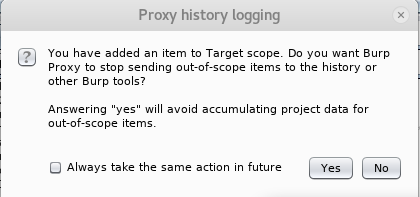 Proxy history logging
You have added an item to Target scope. Do you want Burp
Proxy to stop sending out-of-scope items to the history or
other Burp tools?
Answering "yes" will avoid accumulating project data for
out-of-scope items.
Always take the same action in future
Yes
No